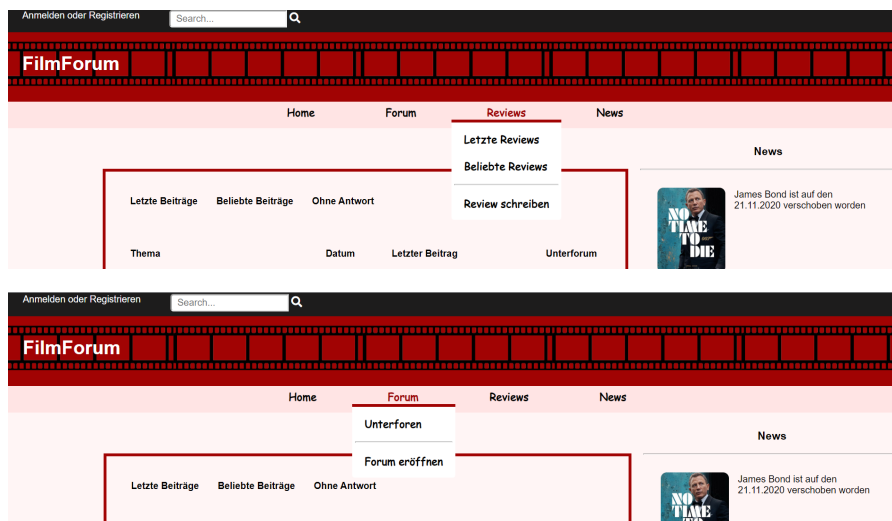 Anmelden oder Registrieren Search...
FilmForum
Home Forum Reviews News
Letzte Reviews
Beliebte Reviews
Review schreiben
News
Letzte Beiträge Beliebte Beiträge Ohne Antwort
James Bond ist auf den
21.11.2020 verschoben worden
NO
TIME
TO
DIE
007
Thema Datum Letzter Beitrag Unterforum
Anmelden oder Registrieren Search...
FilmForum
Home Forum Reviews News
Unterforen
Forum eröffnen
News
Letzte Beiträge Beliebte Beiträge Ohne Antwort
James Bond ist auf den
21.11.2020 verschoben worden
NO
TIME